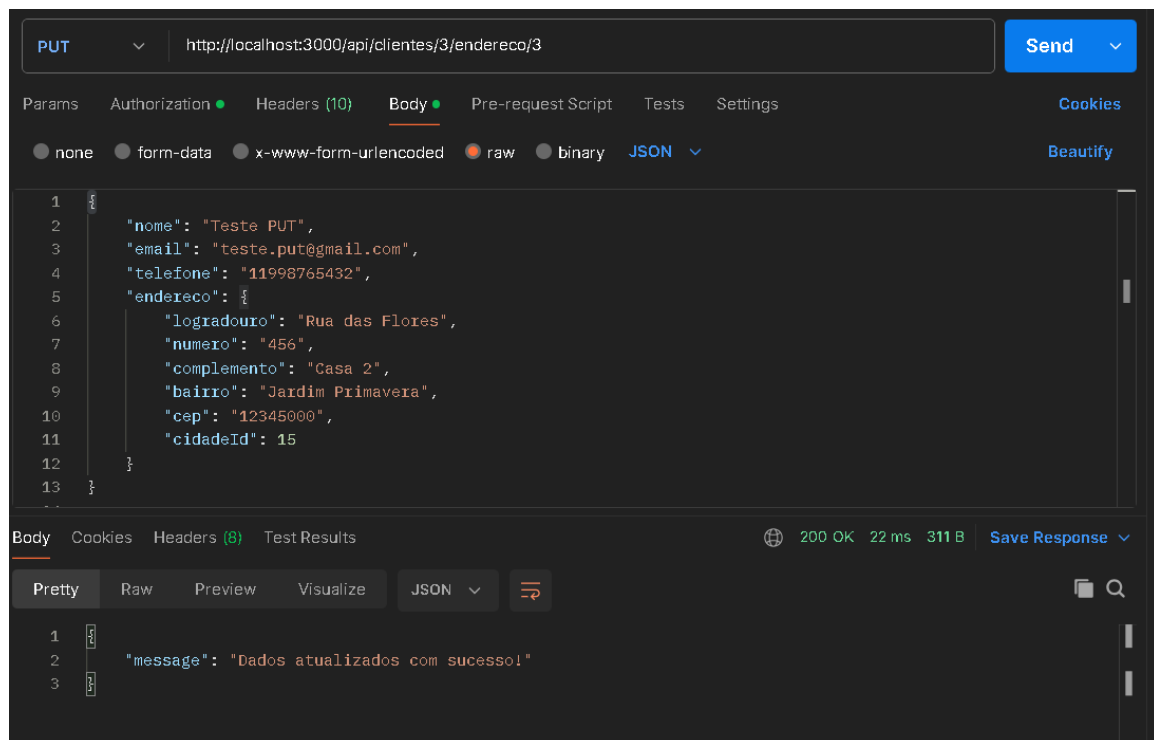 PUT http://localhost:3000/api/clientes/3/endereco/3 Send
Params Authorization Headers (10) Body Pre-request Script Tests Settings Cookies
none form-data x-www-form-urlencoded raw binary JSON Beautify
1 {
2 "nome": "Teste PUT",
3 "email": "teste.put@gmail.com",
4 "telefone": "11998765432",
5 "endereco": {
6 "logradouro": "Rua das Flores",
7 "numero": "456",
8 "complemento": "Casa 2",
9 "bairro": "Jardim Primavera",
10 "cep": "12345000",
11 "cidadeId": 15
12 }
13 }
Body Cookies Headers (8) Test Results 200 OK 22 ms 311 B Save Response
Pretty Raw Preview Visualize JSON
1 {
2 "message": "Dados atualizados com sucesso!"
3 }